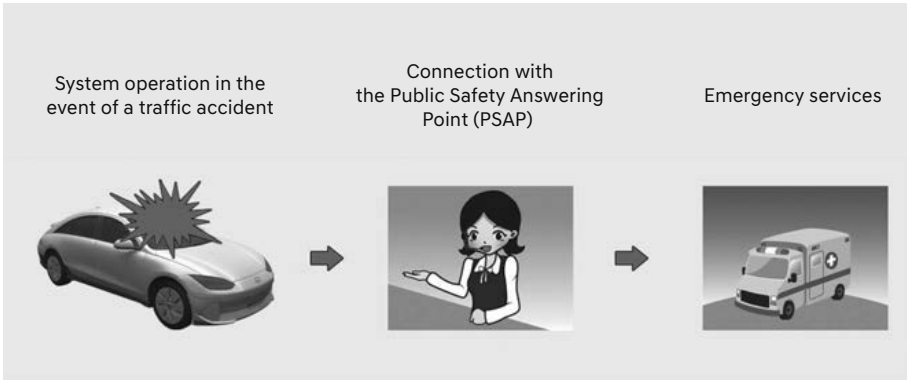 System operation in the
event of a traffic accident
Connection with
the Public Safety Answering
Point (PSAP)
Emergency services